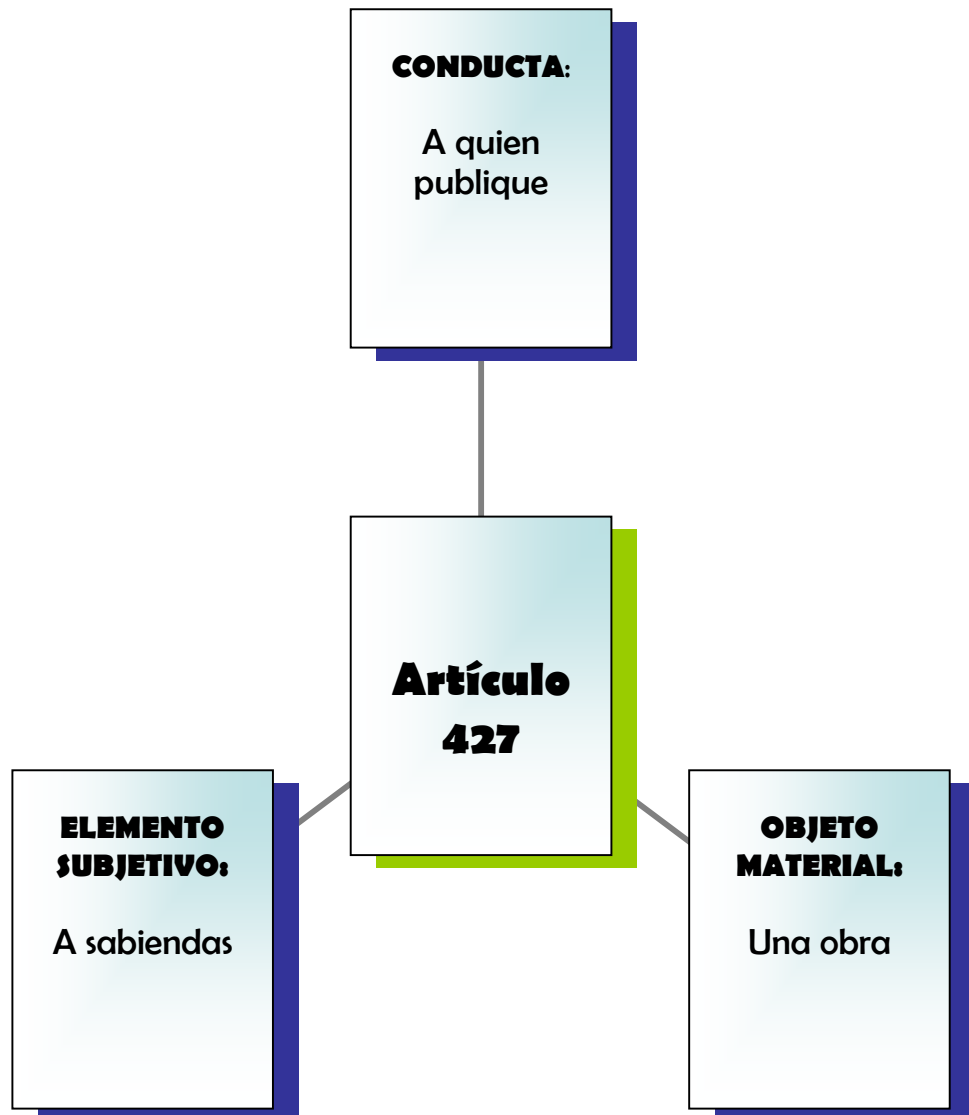 CONDUCTA:
A quien
publique
Artículo
427
ELEMENTO
SUBJETIVO:
A sabiendas
OBJETO
MATERIAL:
Una obra